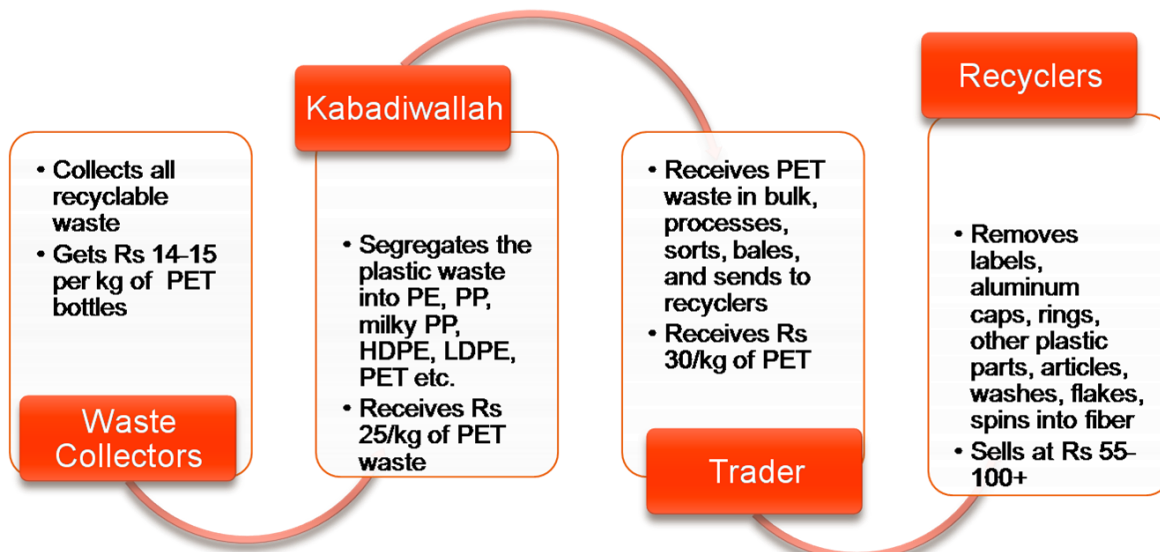 • Collects all
recyclable
waste
• Gets Rs 14–15
per kg of PET
bottles
Waste
Collectors
Kabadiwallah
• Segregates the
plastic waste
into PE, PP,
milky PP,
HDPE, LDPE,
PET etc.
• Receives Rs
25/kg of PET
waste
• Receives PET
waste in bulk,
processes,
sorts, bales,
and sends to
recyclers
• Receives Rs
30/kg of PET
Trader
Recyclers
• Removes
labels,
aluminum
caps, rings,
other plastic
parts, articles,
washes, flakes,
spins into fiber
• Sells at Rs 55–
100+